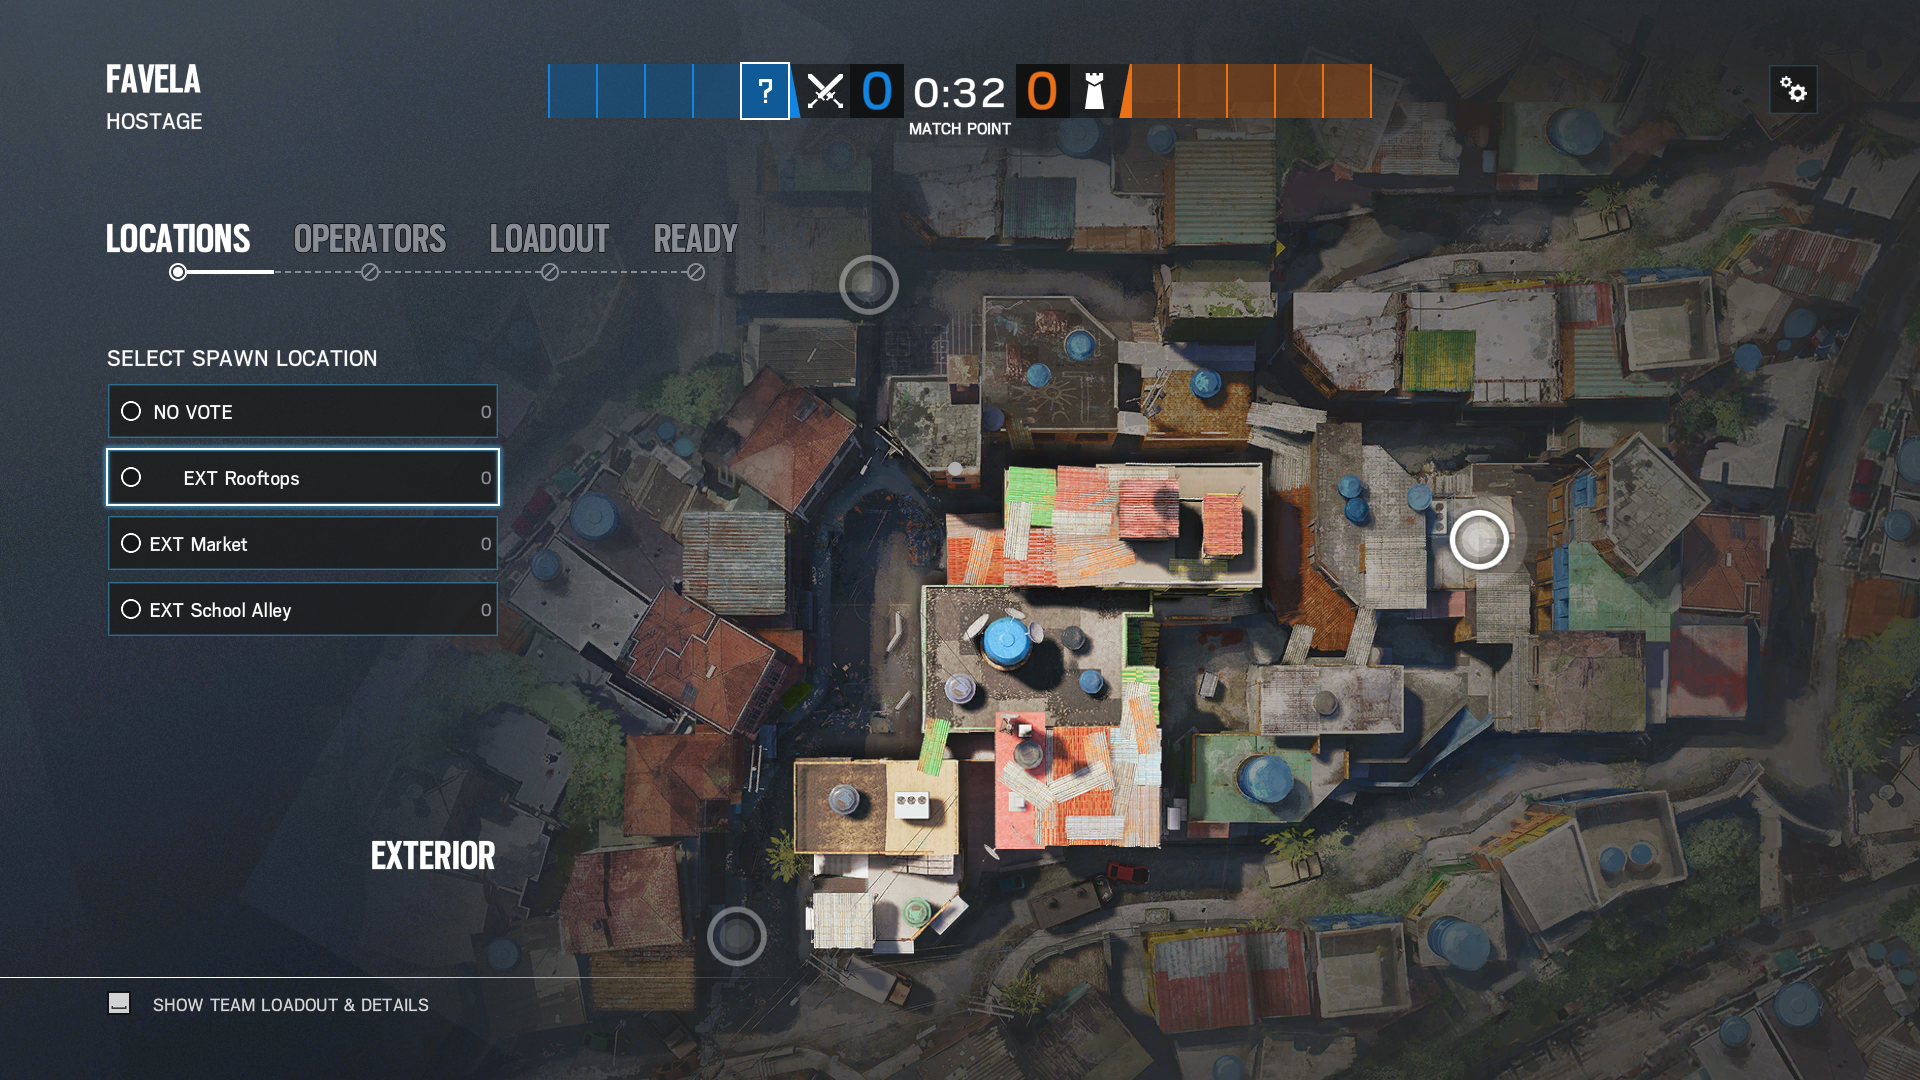 FAVELA
HOSTAGE
?
0
0:32
0
MATCH POINT
LOCATIONS
OPERATORS
LOADOUT
READY
SELECT SPAWN LOCATION
NO VOTE 0
EXT Rooftops 0
EXT Market 0
EXT School Alley 0
EXTERIOR
SHOW TEAM LOADOUT & DETAILS